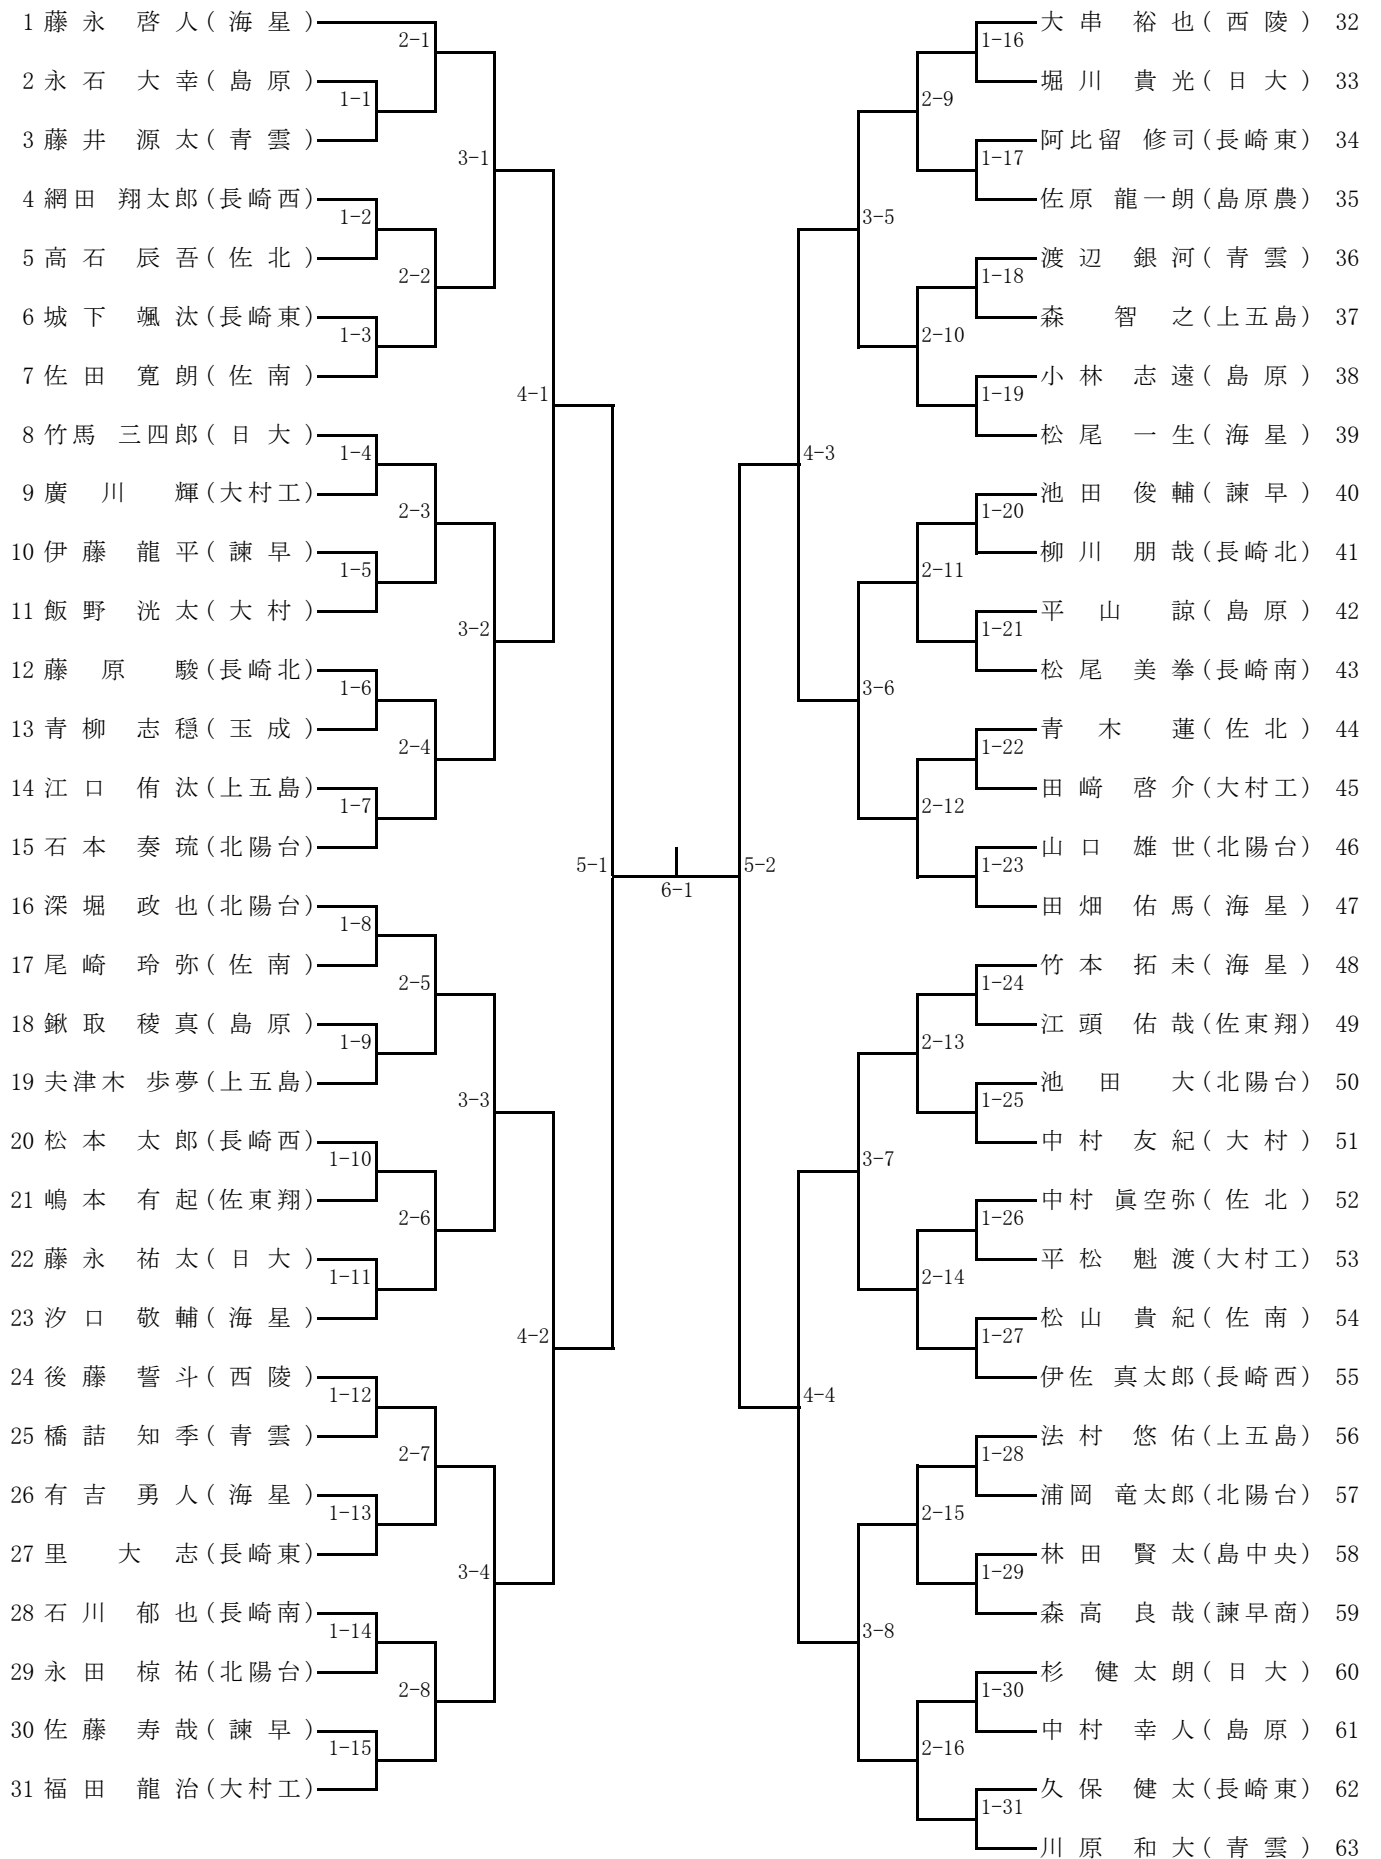 1 藤永 啓人(海星)
2 永石 大幸(島原)
3 藤井 源太(青雲)
4 網田 翔太郎(長崎西)
5 高石 辰吾(佐北)
6 城下 颯汰(長崎東)
7 佐田 寛朗(佐南)
8 竹馬 三四郎(日大)
9 廣川 輝(大村工)
10 伊藤 龍平(諫早)
11 飯野 洸太(大村)
12 藤原 駿(長崎北)
13 青柳 志穏(玉成)
14 江口 侑汰(上五島)
15 石本 奏琉(北陽台)
16 深堀 政也(北陽台)
17 尾崎 玲弥(佐南)
18 鍬取 稜真(島原)
19 夫津木 歩夢(上五島)
20 松本 太郎(長崎西)
21 嶋本 有起(佐東翔)
22 藤永 祐太(日大)
23 汐口 敬輔(海星)
24 後藤 誓斗(西陵)
25 橋詰 知季(青雲)
26 有吉 勇人(海星)
27 里 大志(長崎東)
28 石川 郁也(長崎南)
29 永田 椋祐(北陽台)
30 佐藤 寿哉(諫早)
31 福田 龍治(大村工)
1-1
1-2
1-3
1-4
1-5
1-6
1-7
1-8
1-9
1-10
1-11
1-12
1-13
1-14
1-15
2-1
2-2
2-3
2-4
2-5
2-6
2-7
2-8
3-1
3-2
3-3
3-4
4-1
4-2
5-1
6-1
5-2
4-3
4-4
3-5
3-6
3-7
3-8
2-9
2-10
2-11
2-12
2-13
2-14
2-15
2-16
1-16
1-17
1-18
1-19
1-20
1-21
1-22
1-23
1-24
1-25
1-26
1-27
1-28
1-29
1-30
1-31
大串 裕也(西陵) 32
堀川 貴光(日大) 33
阿比留 修司(長崎東) 34
佐原 龍一朗(島原農) 35
渡辺 銀河(青雲) 36
森 智之(上五島) 37
小林 志遠(島原) 38
松尾 一生(海星) 39
池田 俊輔(諫早) 40
柳川 朋哉(長崎北) 41
平山 諒(島原) 42
松尾 美拳(長崎南) 43
青木 蓮(佐北) 44
田﨑 啓介(大村工) 45
山口 雄世(北陽台) 46
田畑 佑馬(海星) 47
竹本 拓未(海星) 48
江頭 佑哉(佐東翔) 49
池田 大(北陽台) 50
中村 友紀(大村) 51
中村 眞空弥(佐北) 52
平松 魁渡(大村工) 53
松山 貴紀(佐南) 54
伊佐 真太郎(長崎西) 55
法村 悠佑(上五島) 56
浦岡 竜太郎(北陽台) 57
林田 賢太(島中央) 58
森高 良哉(諫早商) 59
杉 健太朗(日大) 60
中村 幸人(島原) 61
久保 健太(長崎東) 62
川原 和大(青雲) 63